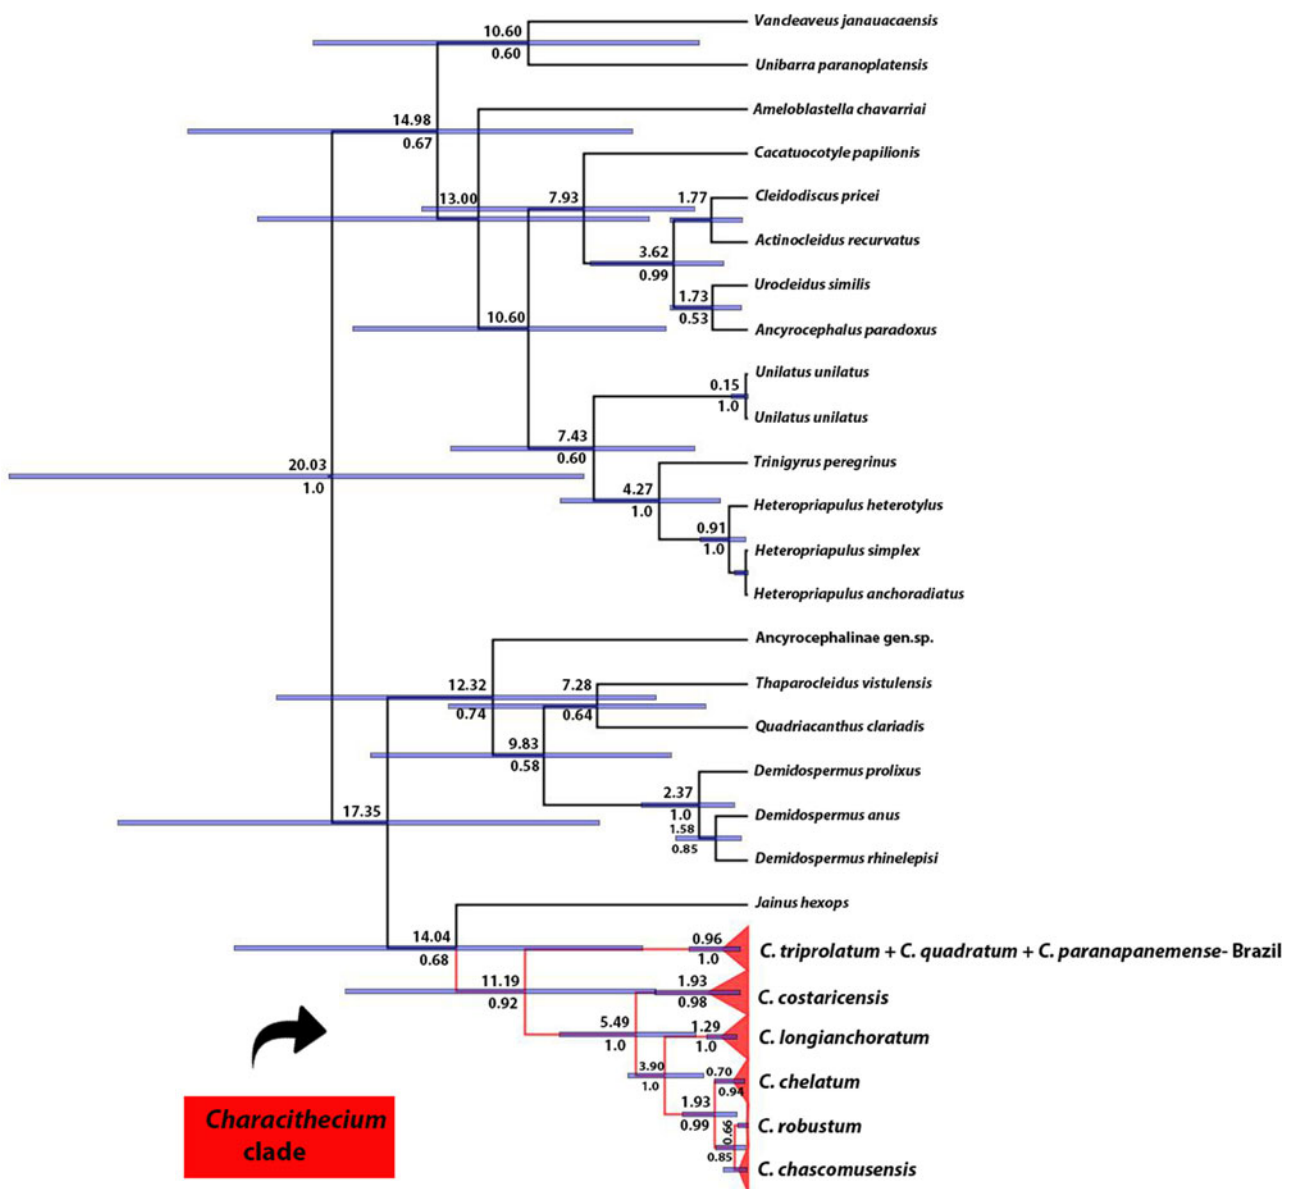 Vancleaveus janauacaensis
10.60
0.60
Unibarra paranoplatensis
Ameloblastella chavarriai
14.98
0.67
Cacatuocotyle papilionis
13.00
7.93
1.77
Cleidodiscus pricei
Actinocleidus recurvatus
3.62
0.99
Urocleidus similis
1.73
0.53
10.60
Ancyrocephalus paradoxus
Unilatus unilatus
0.15
1.0
Unilatus unilatus
7.43
0.60
Trinigyrus peregrinus
20.03
1.0
4.27
1.0
Heteropriapulus heterotylus
0.91
1.0
Heteropriapulus simplex
Heteropriapulus anchoradiatus
Ancyrocephalinae gen.sp.
12.32
0.74
7.28
0.64
Thaparocleidus vistulensis
Quadriacanthus clariadis
9.83
0.58
Demidospermus prolixus
2.37
1.0
17.35
Demidospermus anus
1.58
0.85
Demidospermus rhinelepisi
Jainus hexops
14.04
0.68
0.96
1.0
C. triprolatum + C. quadratum + C. paranapanemense- Brazil
11.19
0.92
1.93
0.98
C. costaricensis
5.49
1.0
1.29
1.0
C. longianchoratum
3.90
1.0
0.70
0.94
C. chelatum
1.93
0.99
0.66
C. robustum
0.85
C. chascomusensis
Characithecium
clade